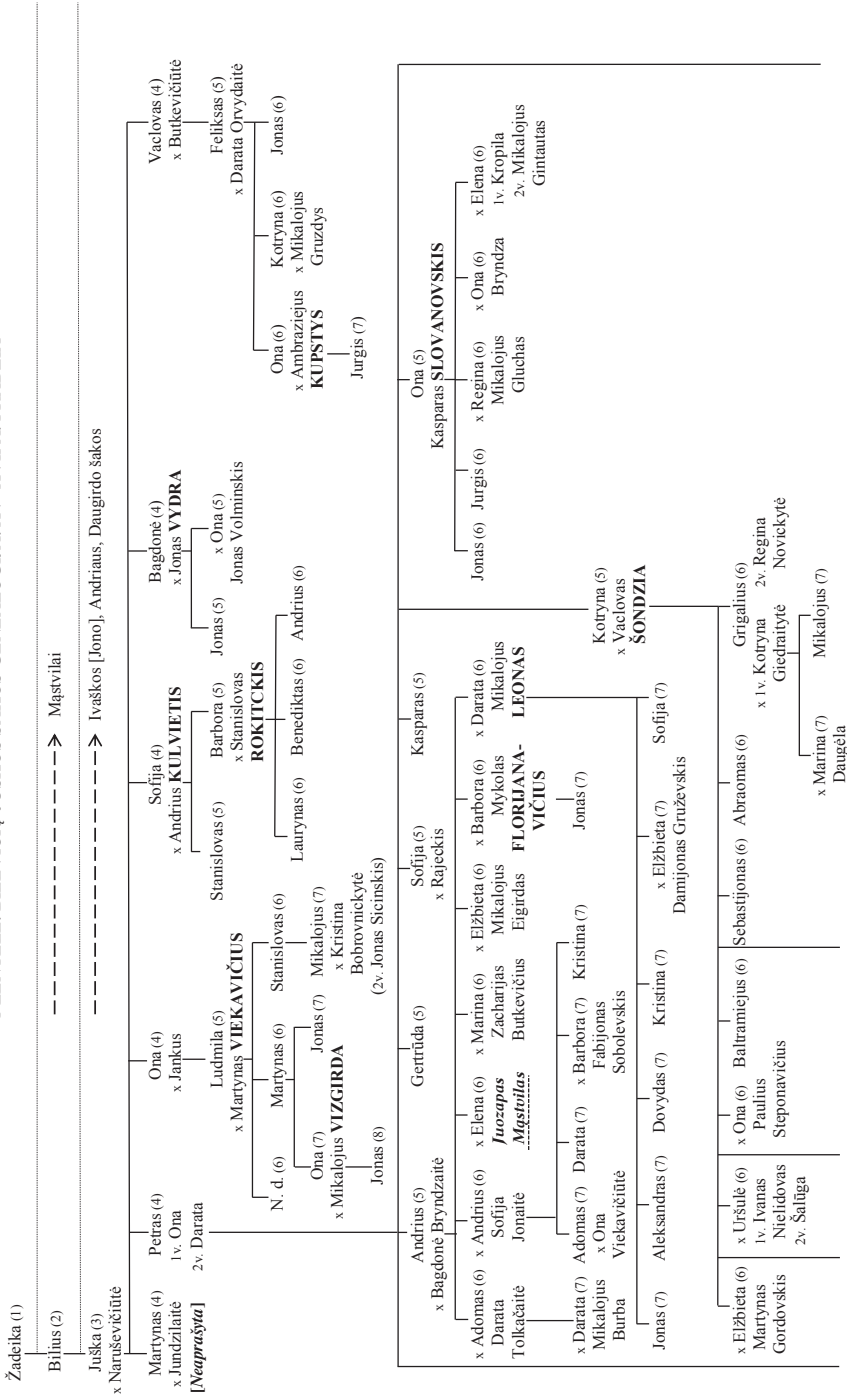 Žadeika (1)
Bilius (2)
Mąstvilai
Juška (3)
x Naruševičiūtė
Ivaškos [Jono], Andriaus, Daugirdo šakos
Martynas (4)
x Jundzilaitė
[Neaprašyta]
Petras (4)
1v. Ona
2v. Darata
Ona (4)
x Jankus
Sofija (4)
x Andrius KULVIETIS
Bagdonė (4)
x Jonas VYDRA
Vaclovas (4)
x Butkevičiūtė
Ludmila (5)
x Martynas VIEKAVIČIUS
Stanislovas (5)
Barbora (5)
x Stanislovas
ROKITCKIS
Jonas (5)
x Ona (5)
Jonas Volminskis
Feliksas (5)
x Darata Orvydaitė
N. d. (6)
Martynas (6)
Stanislovas (6)
Laurynas (6)
Benediktas (6)
Andrius (6)
Ona (6)
x Ambraziejus
KUPSTYS
Kotryna (6)
x Mikalojus
Gruzdys
Jonas (6)
Ona (7)
x Mikalojus VIZGIRDA
Jonas (7)
Mikalojus (7)
x Kristina
Bobrovnickytė
(2v. Jonas Sicinskis)
Jurgis (7)
Jonas (8)
Andrius (5)
x Bagdonė Bryndzaitė
Gertrūda (5)
Sofija (5)
x Rajeckis
Kasparas (5)
Ona (5)
Kasparas SLOVANOVSKIS
x Adomas (6)
Darata
Tolkačaitė
x Andrius (6)
Sofija
Jonaitė
x Elena (6)
Juozapas
Mąstvilas
x Marina (6)
Zacharijas
Butkevičius
x Elžbieta (6)
Mikalojus
Eigirdas
x Barbora (6)
Mykolas
FLORIJANA-
VIČIUS
x Darata (6)
Mikalojus
LEONAS
Jonas (6)
Jurgis (6)
x Regina (6)
Mikalojus
Gluchas
x Ona (6)
Bryndza
x Elena (6)
1v. Kropila
2v. Mikalojus
Gintautas
x Darata (7)
Mikalojus
Burba
Adomas (7)
x Ona
Viekavičiūtė
Darata (7)
x Barbora (7)
Fabijonas
Sobolevskis
Kristina (7)
Jonas (7)
Kotryna (5)
x Vaclovas
ŠONDZIA
Jonas (7)
Aleksandras (7)
Dovydas (7)
Kristina (7)
x Elžbieta (7)
Damijonas Gruževskis
Sofija (7)
x Elžbieta (6)
Martynas
Gordovskis
x Uršulė (6)
1v. Ivanas
Nielidovas
2v. Šalūga
x Ona (6)
Paulius
Steponavičius
Baltramiejus (6)
Sebastijonas (6)
Abraomas (6)
Grigalius (6)
x 1v. Kotryna
Giedraitytė
2v. Regina
Novickytė
x Marina (7)
Daugėla
Mikalojus (7)